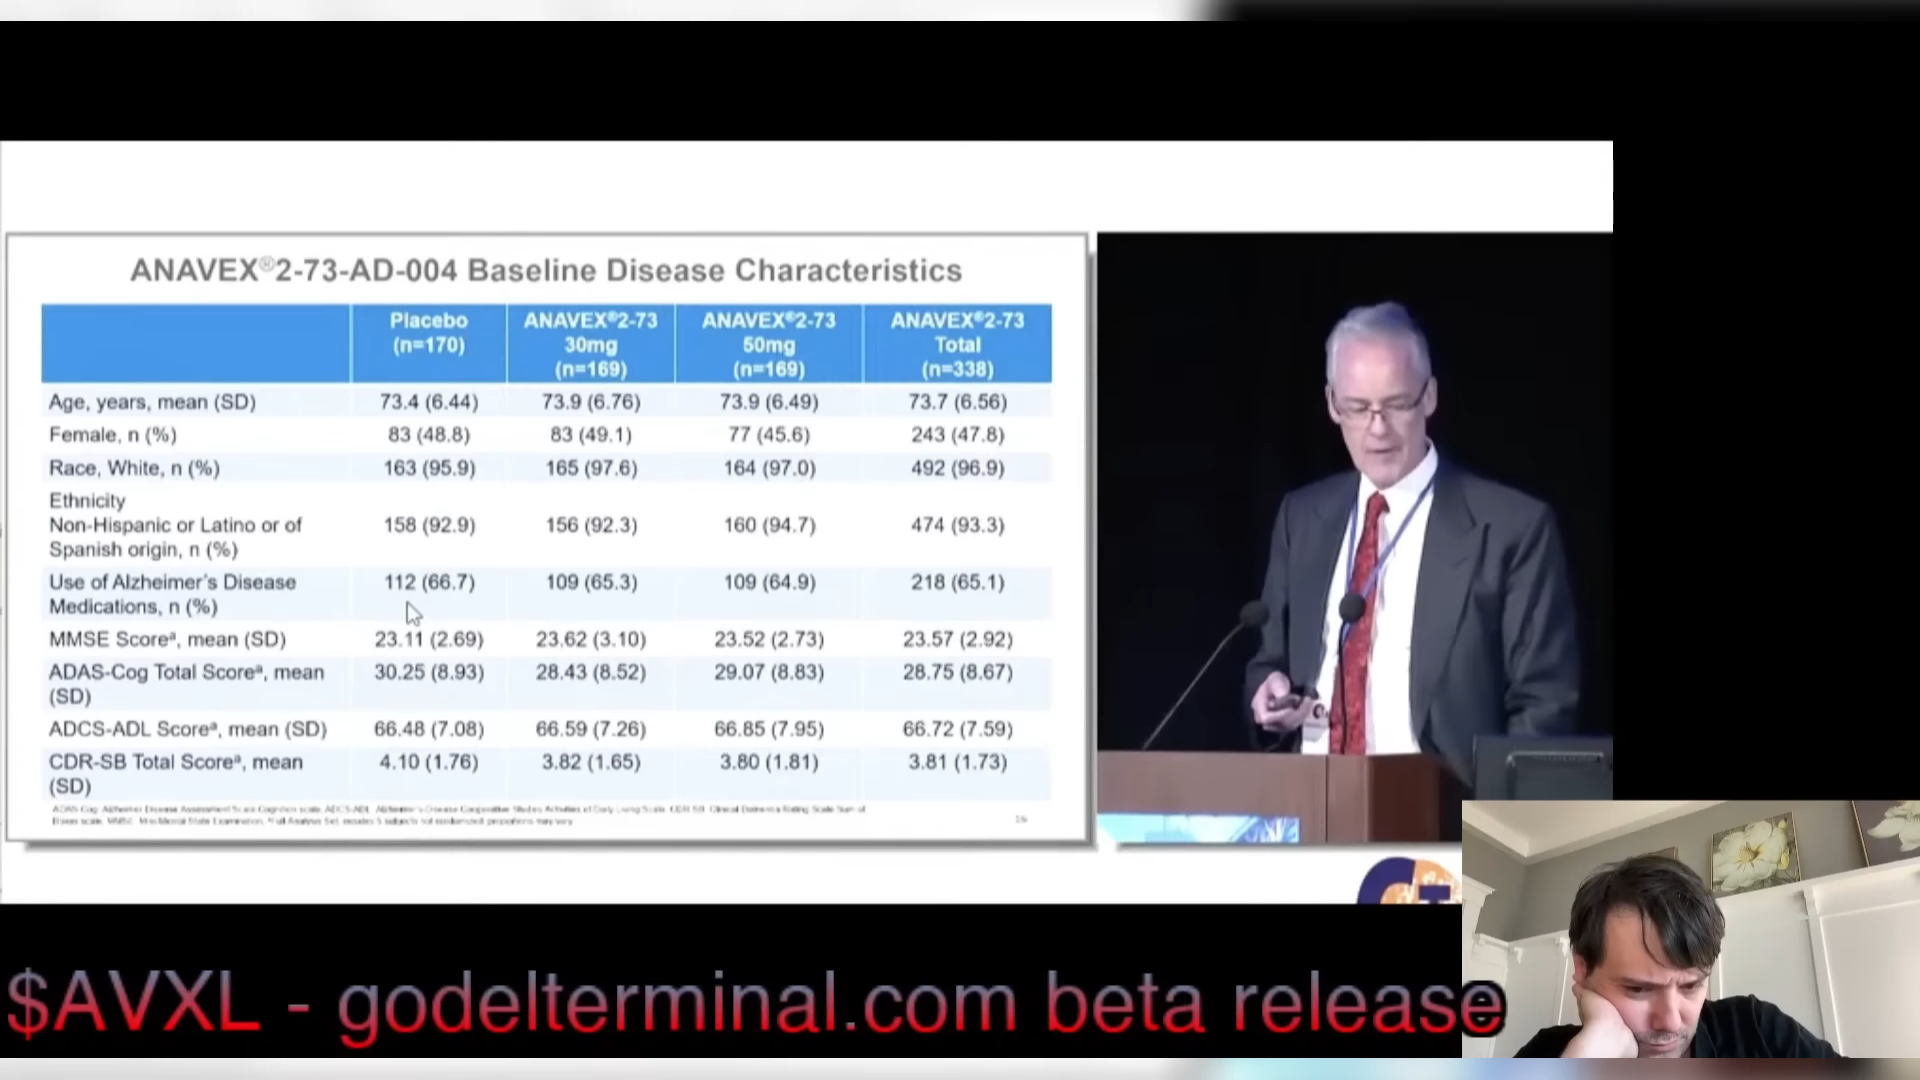 ANAVEX®2-73-AD-004 Baseline Disease Characteristics
Placebo
(n=170)
ANAVEX®2-73
30mg
(n=169)
ANAVEX®2-73
50mg
(n=169)
ANAVEX®2-73
Total
(n=338)
Age, years, mean (SD) 73.4 (6.44) 73.9 (6.76) 73.9 (6.49) 73.7 (6.56)
Female, n (%) 83 (48.8) 83 (49.1) 77 (45.6) 243 (47.8)
Race, White, n (%) 163 (95.9) 165 (97.6) 164 (97.0) 492 (96.9)
Ethnicity
Non-Hispanic or Latino or of 158 (92.9) 156 (92.3) 160 (94.7) 474 (93.3)
Spanish origin, n (%)
Use of Alzheimer's Disease 112 (66.7) 109 (65.3) 109 (64.9) 218 (65.1)
Medications, n (%)
MMSE Scoreª, mean (SD) 23.11 (2.69) 23.62 (3.10) 23.52 (2.73) 23.57 (2.92)
ADAS-Cog Total Scoreª, mean 30.25 (8.93) 28.43 (8.52) 29.07 (8.83) 28.75 (8.67)
(SD)
ADCS-ADL Scoreª, mean (SD) 66.48 (7.08) 66.59 (7.26) 66.85 (7.95) 66.72 (7.59)
CDR-SB Total Scoreª, mean 4.10 (1.76) 3.82 (1.65) 3.80 (1.81) 3.81 (1.73)
(SD)
$AVXL - godelterminal.com beta release